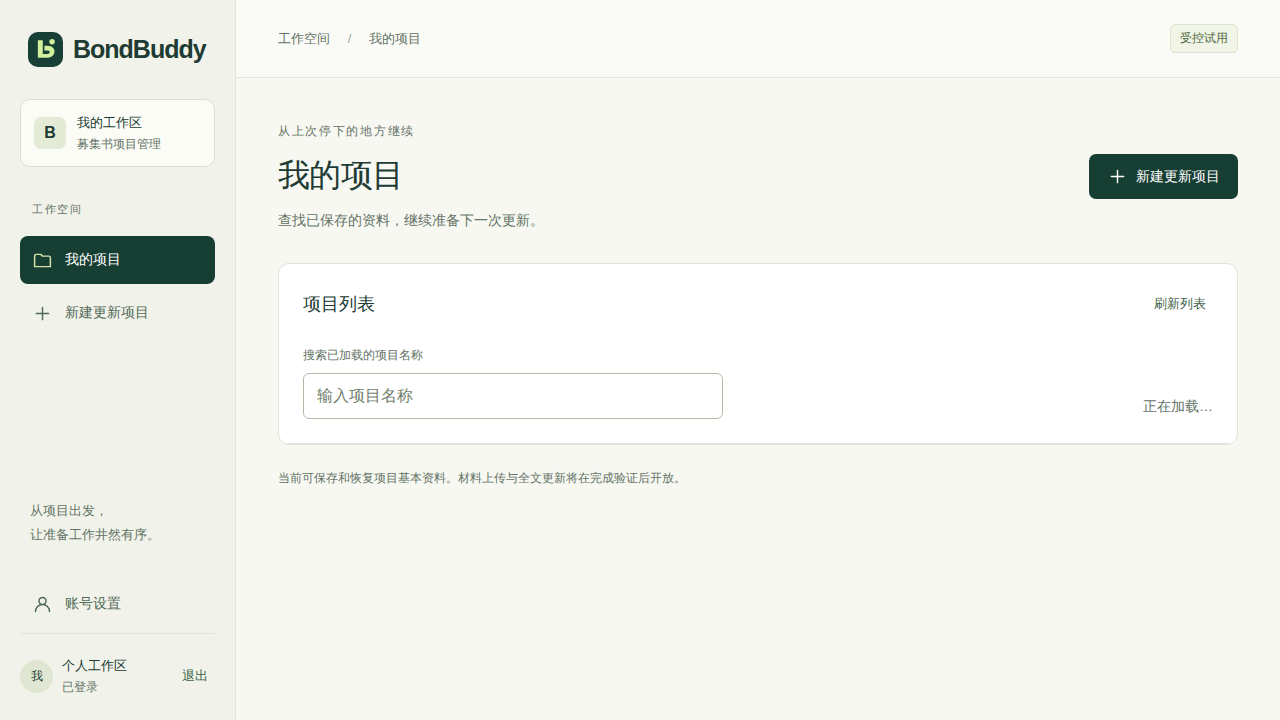 BondBuddy
B
我的工作区
募集书项目管理
工作空间
我的项目
新建更新项目
从项目出发，
让准备工作井然有序。
账号设置
我
个人工作区
已登录
退出
工作空间 / 我的项目
受控试用
从上次停下的地方继续
我的项目
查找已保存的资料，继续准备下一次更新。
新建更新项目
项目列表
刷新列表
搜索已加载的项目名称
输入项目名称
正在加载…
当前可保存和恢复项目基本资料。材料上传与全文更新将在完成验证后开放。